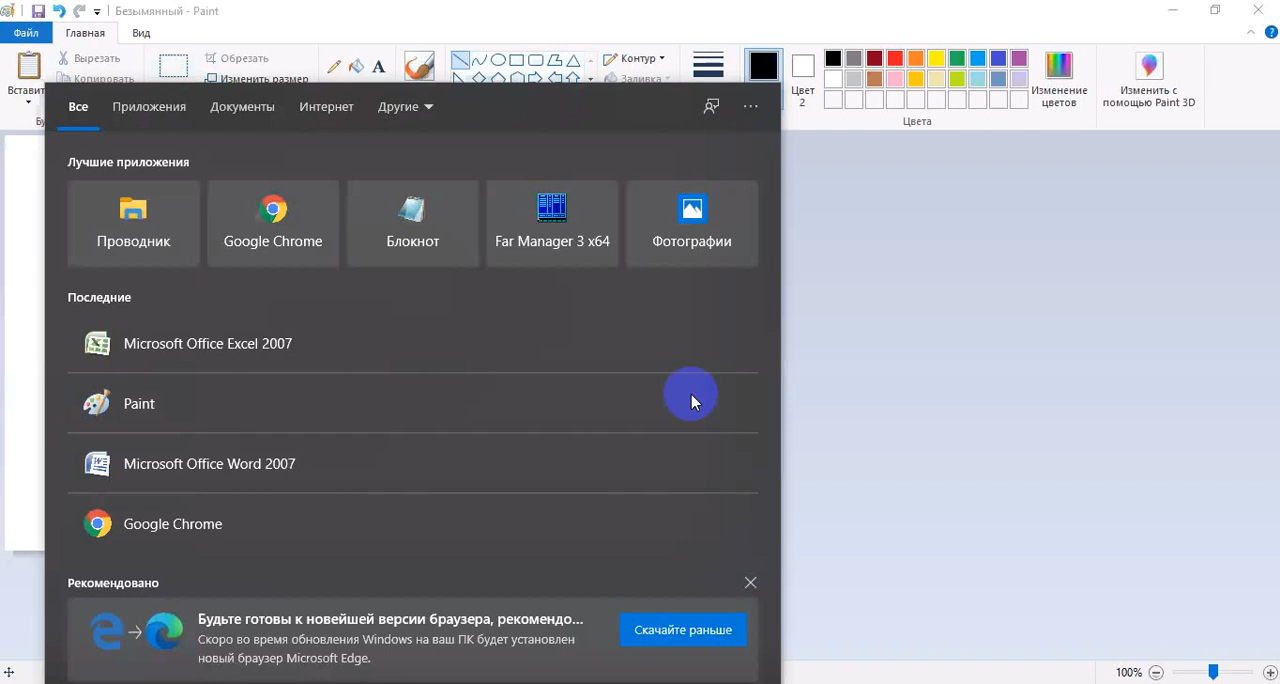 Безымянный - Paint
Файл
Главная
Вид
Вставит
Вырезать
Копировать
Обрезать
Изменить размер
A
Контур
Заливка
Цвет
2
Изменение
цветов
Изменить с
помощью Paint 3D
Бу
Цвета
Все
Приложения
Документы
Интернет
Другие
Лучшие приложения
Проводник
Google Chrome
Блокнот
Far Manager 3 x64
Фотографии
Последние
Microsoft Office Excel 2007
Paint
Microsoft Office Word 2007
Google Chrome
Рекомендовано
Будьте готовы к новейшей версии браузера, рекомендо...
Скоро во время обновления Windows на ваш ПК будет установлен
новый браузер Microsoft Edge.
Скачайте раньше
100%